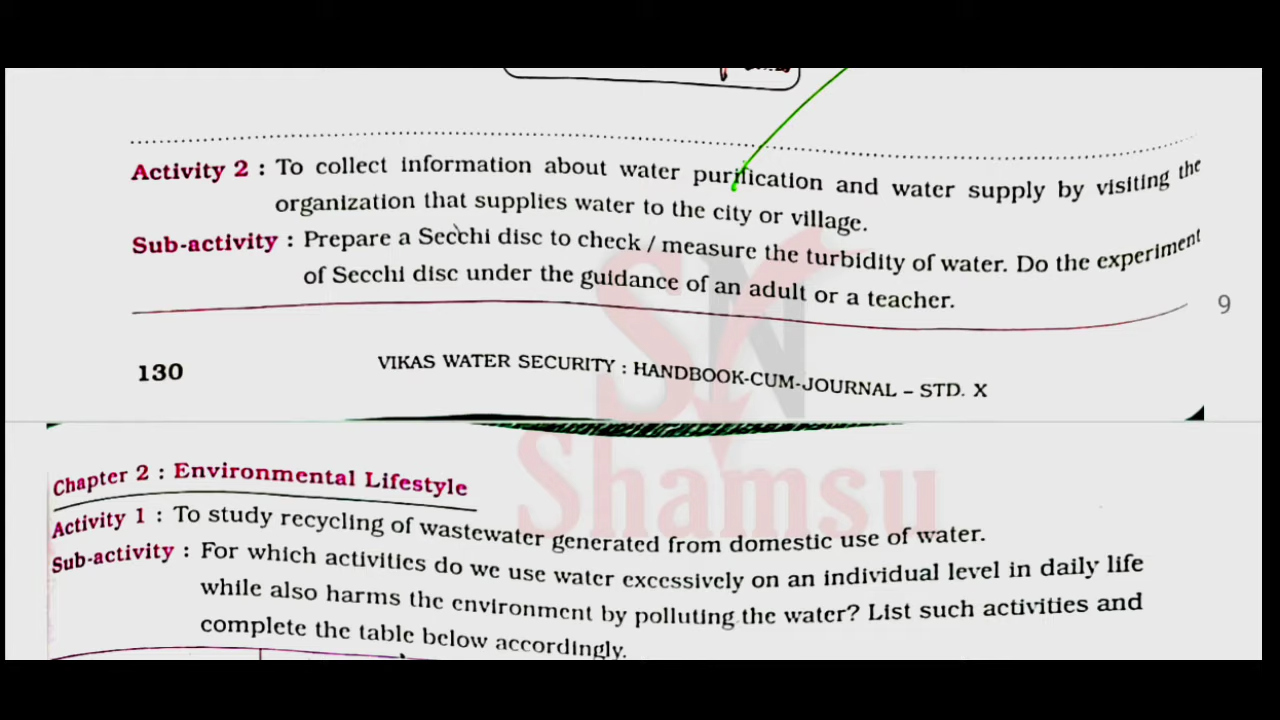 Activity 2 : To collect information about water purification and water supply by visiting the
organization that supplies water to the city or village.
Sub-activity : Prepare a Secchi disc to check / measure the turbidity of water. Do the experiment
of Secchi disc under the guidance of an adult or a teacher.
9
130 VIKAS WATER SECURITY : HANDBOOK-CUM-JOURNAL – STD. X
SN
Shamsu
Chapter 2 : Environmental Lifestyle
Activity 1 : To study recycling of wastewater generated from domestic use of water.
Sub-activity : For which activities do we use water excessively on an individual level in daily life
while also harms the environment by polluting the water? List such activities and
complete the table below accordingly.